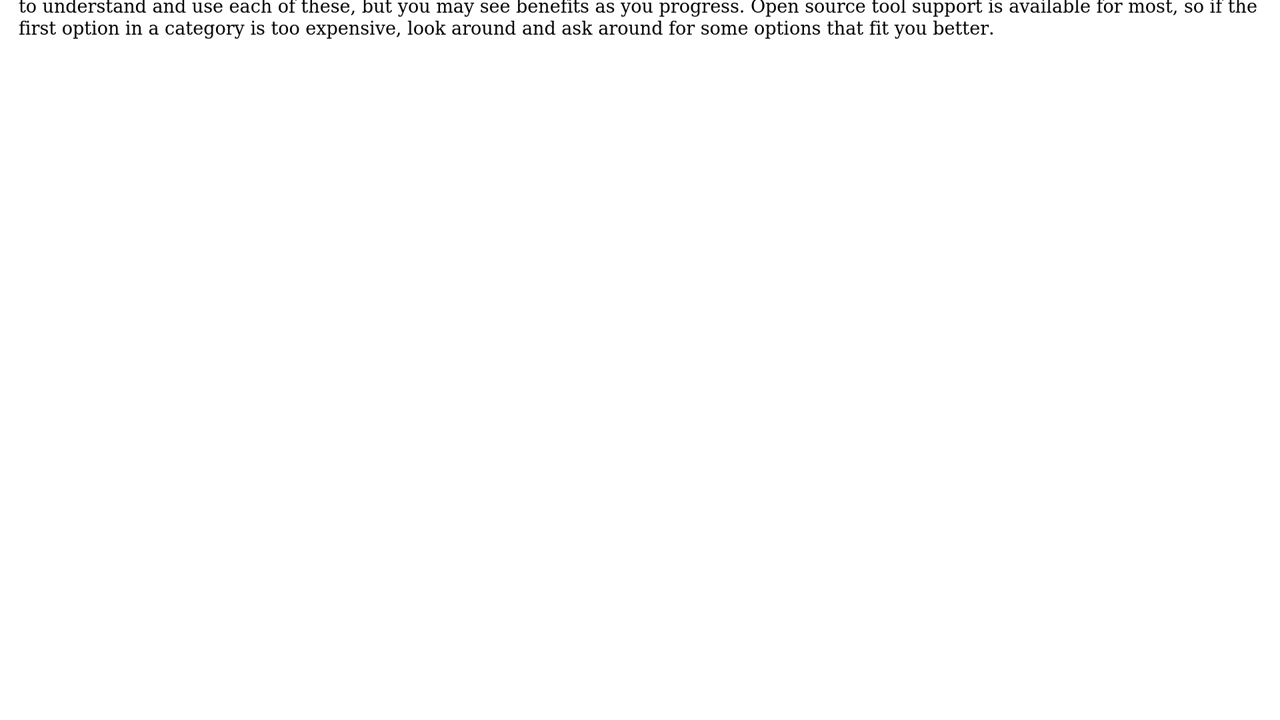 to understand and use each of these, but you may see benefits as you progress. Open source tool support is available for most, so if the
first option in a category is too expensive, look around and ask around for some options that fit you better.